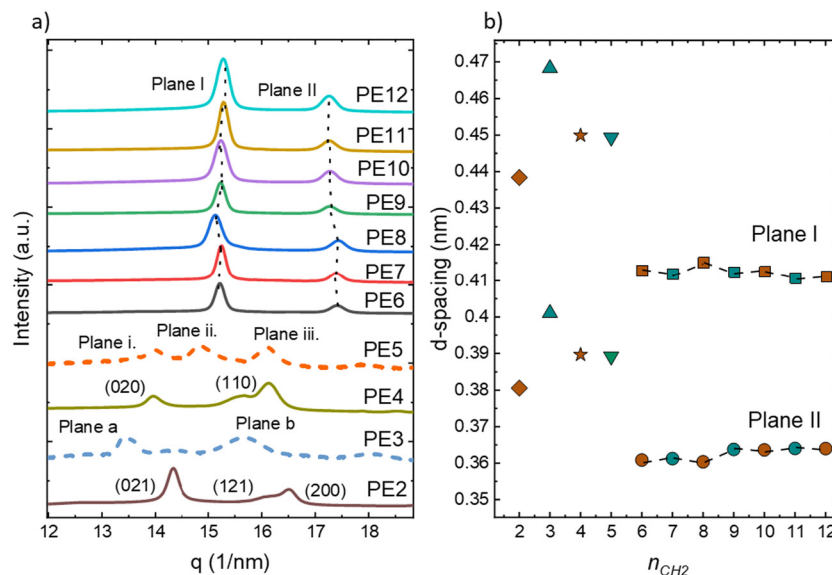 a)
Plane I
Plane II
PE12
PE11
PE10
PE9
PE8
PE7
PE6
Plane i.
Plane ii.
Plane iii.
PE5
(020)
(110)
PE4
Plane a
Plane b
PE3
(021)
(121)
(200)
PE2
Intensity (a.u.)
12 13 14 15 16 17 18
q (1/nm)
b)
0.47
0.46
0.45
0.44
0.43
0.42
0.41
0.4
0.39
0.38
0.37
0.36
0.35
d-spacing (nm)
Plane I
Plane II
2 3 4 5 6 7 8 9 10 11 12
nCH2